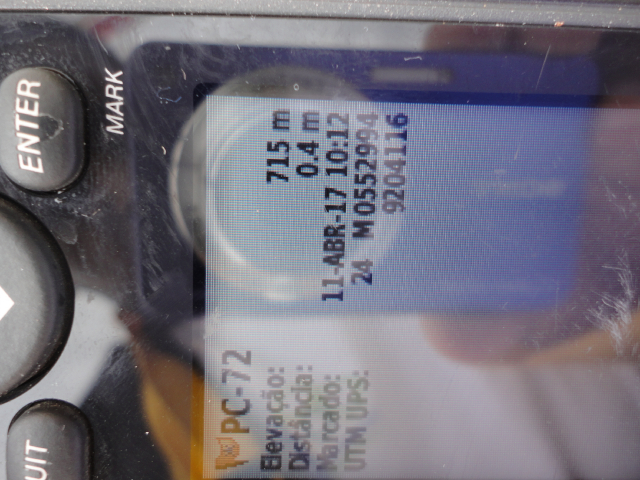 ENTER
MARK
PC-72
Elevação: 715 m
Distância: 0.4 m
Marcado: 11-ABR-17 10:12
UTM UPS: 24 M 0552994
9204116
UIT